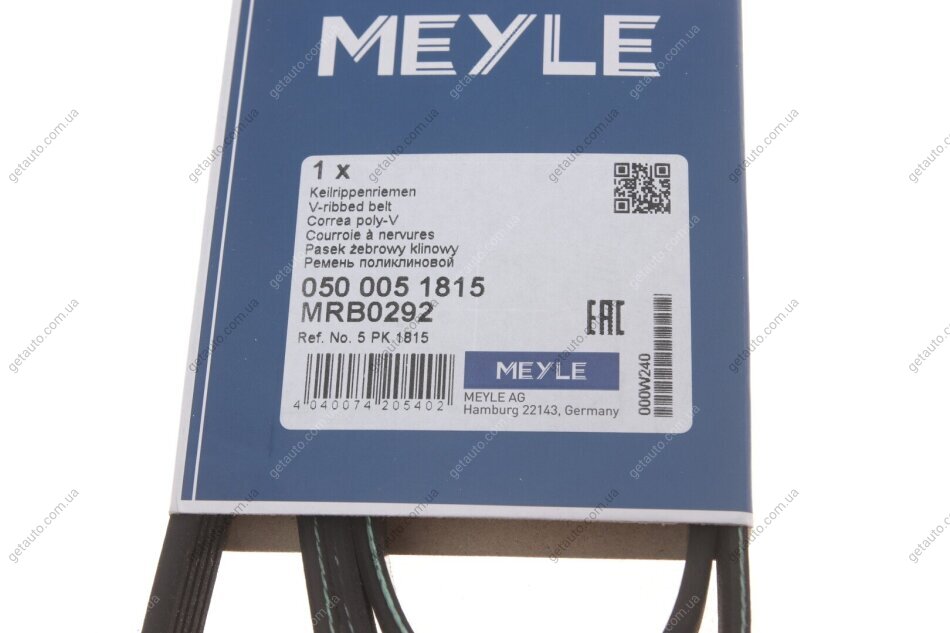 MEYLE
1 x
Keilrippenriemen
V-ribbed belt
Correa poly-V
Courroie à nervures
Pasek żebrowy klinowy
Ремень поликлиновой
050 005 1815
MRB0292
Ref. No. 5 PK 1815
EAC
4 040074 205402
MEYLE
MEYLE AG
Hamburg 22143, Germany
000W240
getauto.com.ua